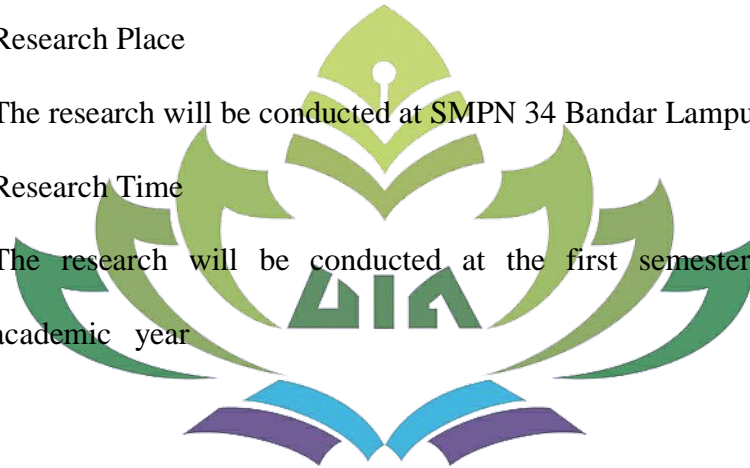 Research Place
The research will be conducted at SMPN 34 Bandar Lampu
Research Time
The research will be conducted at the first semester
academic year
UIN